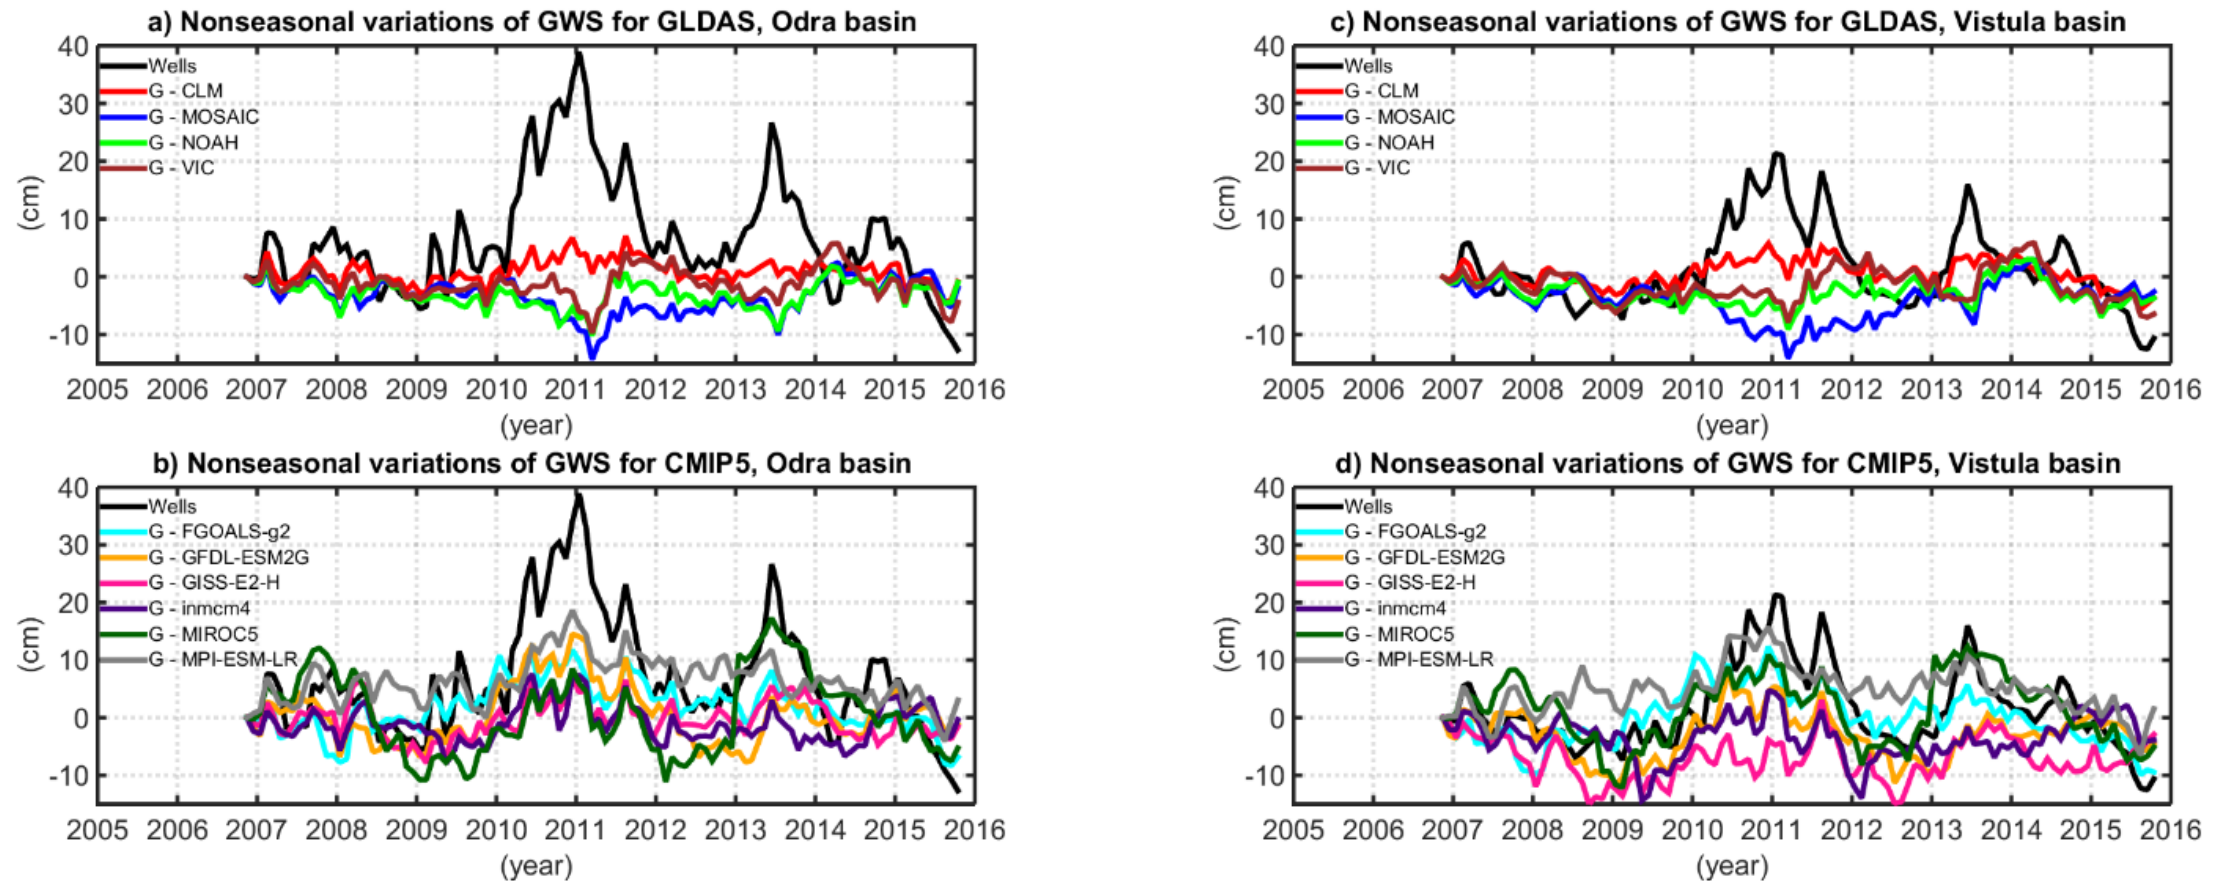 a) Nonseasonal variations of GWS for GLDAS, Odra basin
40
30
20
10
0
-10
(cm)
Wells
G - CLM
G - MOSAIC
G - NOAH
G - VIC
2005 2006 2007 2008 2009 2010 2011 2012 2013 2014 2015 2016
(year)
c) Nonseasonal variations of GWS for GLDAS, Vistula basin
40
30
20
10
0
-10
(cm)
Wells
G - CLM
G - MOSAIC
G - NOAH
G - VIC
2005 2006 2007 2008 2009 2010 2011 2012 2013 2014 2015 2016
(year)
b) Nonseasonal variations of GWS for CMIP5, Odra basin
40
30
20
10
0
-10
(cm)
Wells
G - FGOALS-g2
G - GFDL-ESM2G
G - GISS-E2-H
G - inmcm4
G - MIROC5
G - MPI-ESM-LR
2005 2006 2007 2008 2009 2010 2011 2012 2013 2014 2015 2016
(year)
d) Nonseasonal variations of GWS for CMIP5, Vistula basin
40
30
20
10
0
-10
(cm)
Wells
G - FGOALS-g2
G - GFDL-ESM2G
G - GISS-E2-H
G - inmcm4
G - MIROC5
G - MPI-ESM-LR
2005 2006 2007 2008 2009 2010 2011 2012 2013 2014 2015 2016
(year)